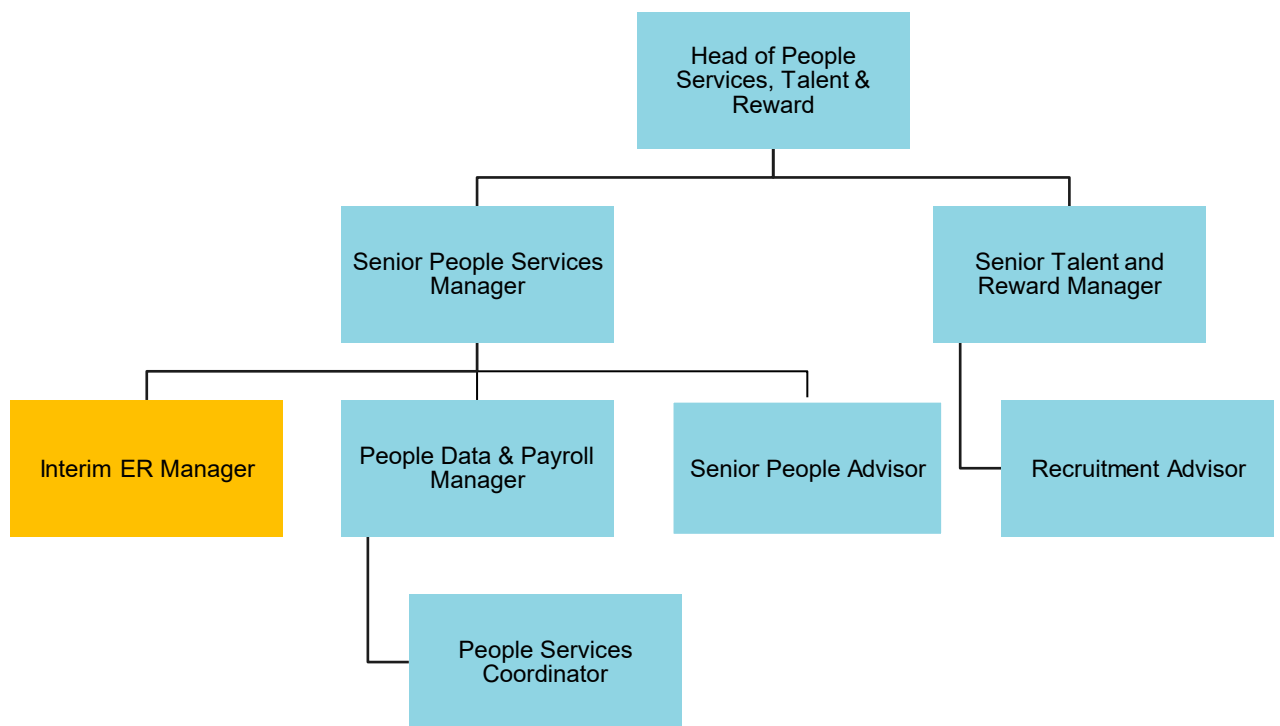 Head of People
Services, Talent &
Reward
Senior People Services
Manager
Senior Talent and
Reward Manager
Interim ER Manager
People Data & Payroll
Manager
Senior People Advisor
Recruitment Advisor
People Services
Coordinator